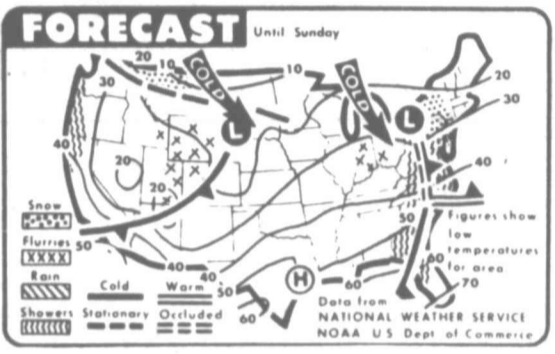 FORECAST Until Sunday
20
10
10
30
COLD
COLD
20
L
L
30
40
20
20
40
50
50
40
40
50
60
60
60
70
H
Snow
Flurries
Rain
Showers
Cold
Warm
Stationary
Occluded
Figures show
low
temperatures
for area
Data from
NATIONAL WEATHER SERVICE
NOAA U S Dept of Commerce